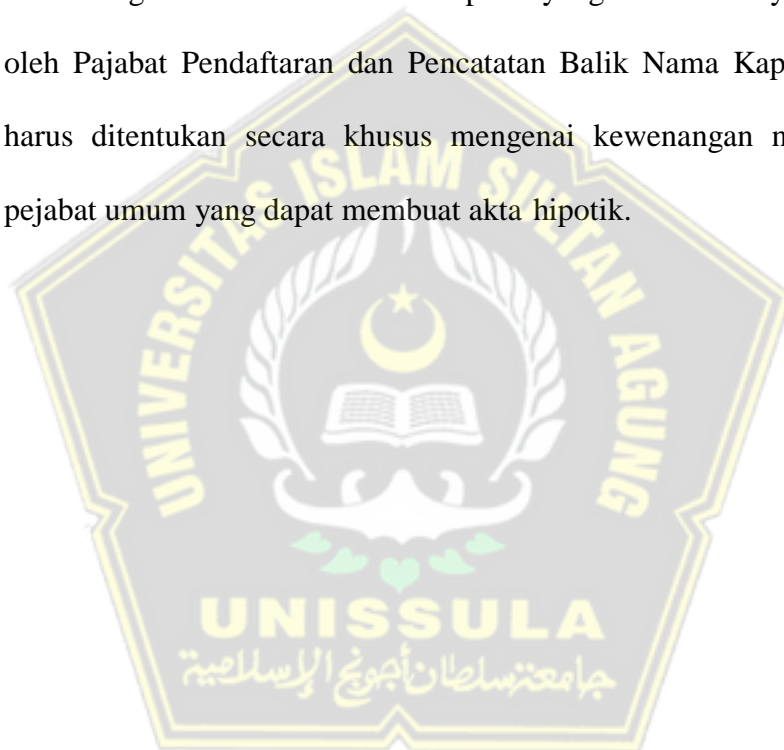 oleh Pajabat Pendaftaran dan Pencatatan Balik Nama Kap
harus ditentukan secara khusus mengenai kewenangan
pejabat umum yang dapat membuat akta hipotik.
UNIVERSITAS ISLAM SULTAN AGUNG
UNISSULA
جامعة سلطان أجونج الإسلامية